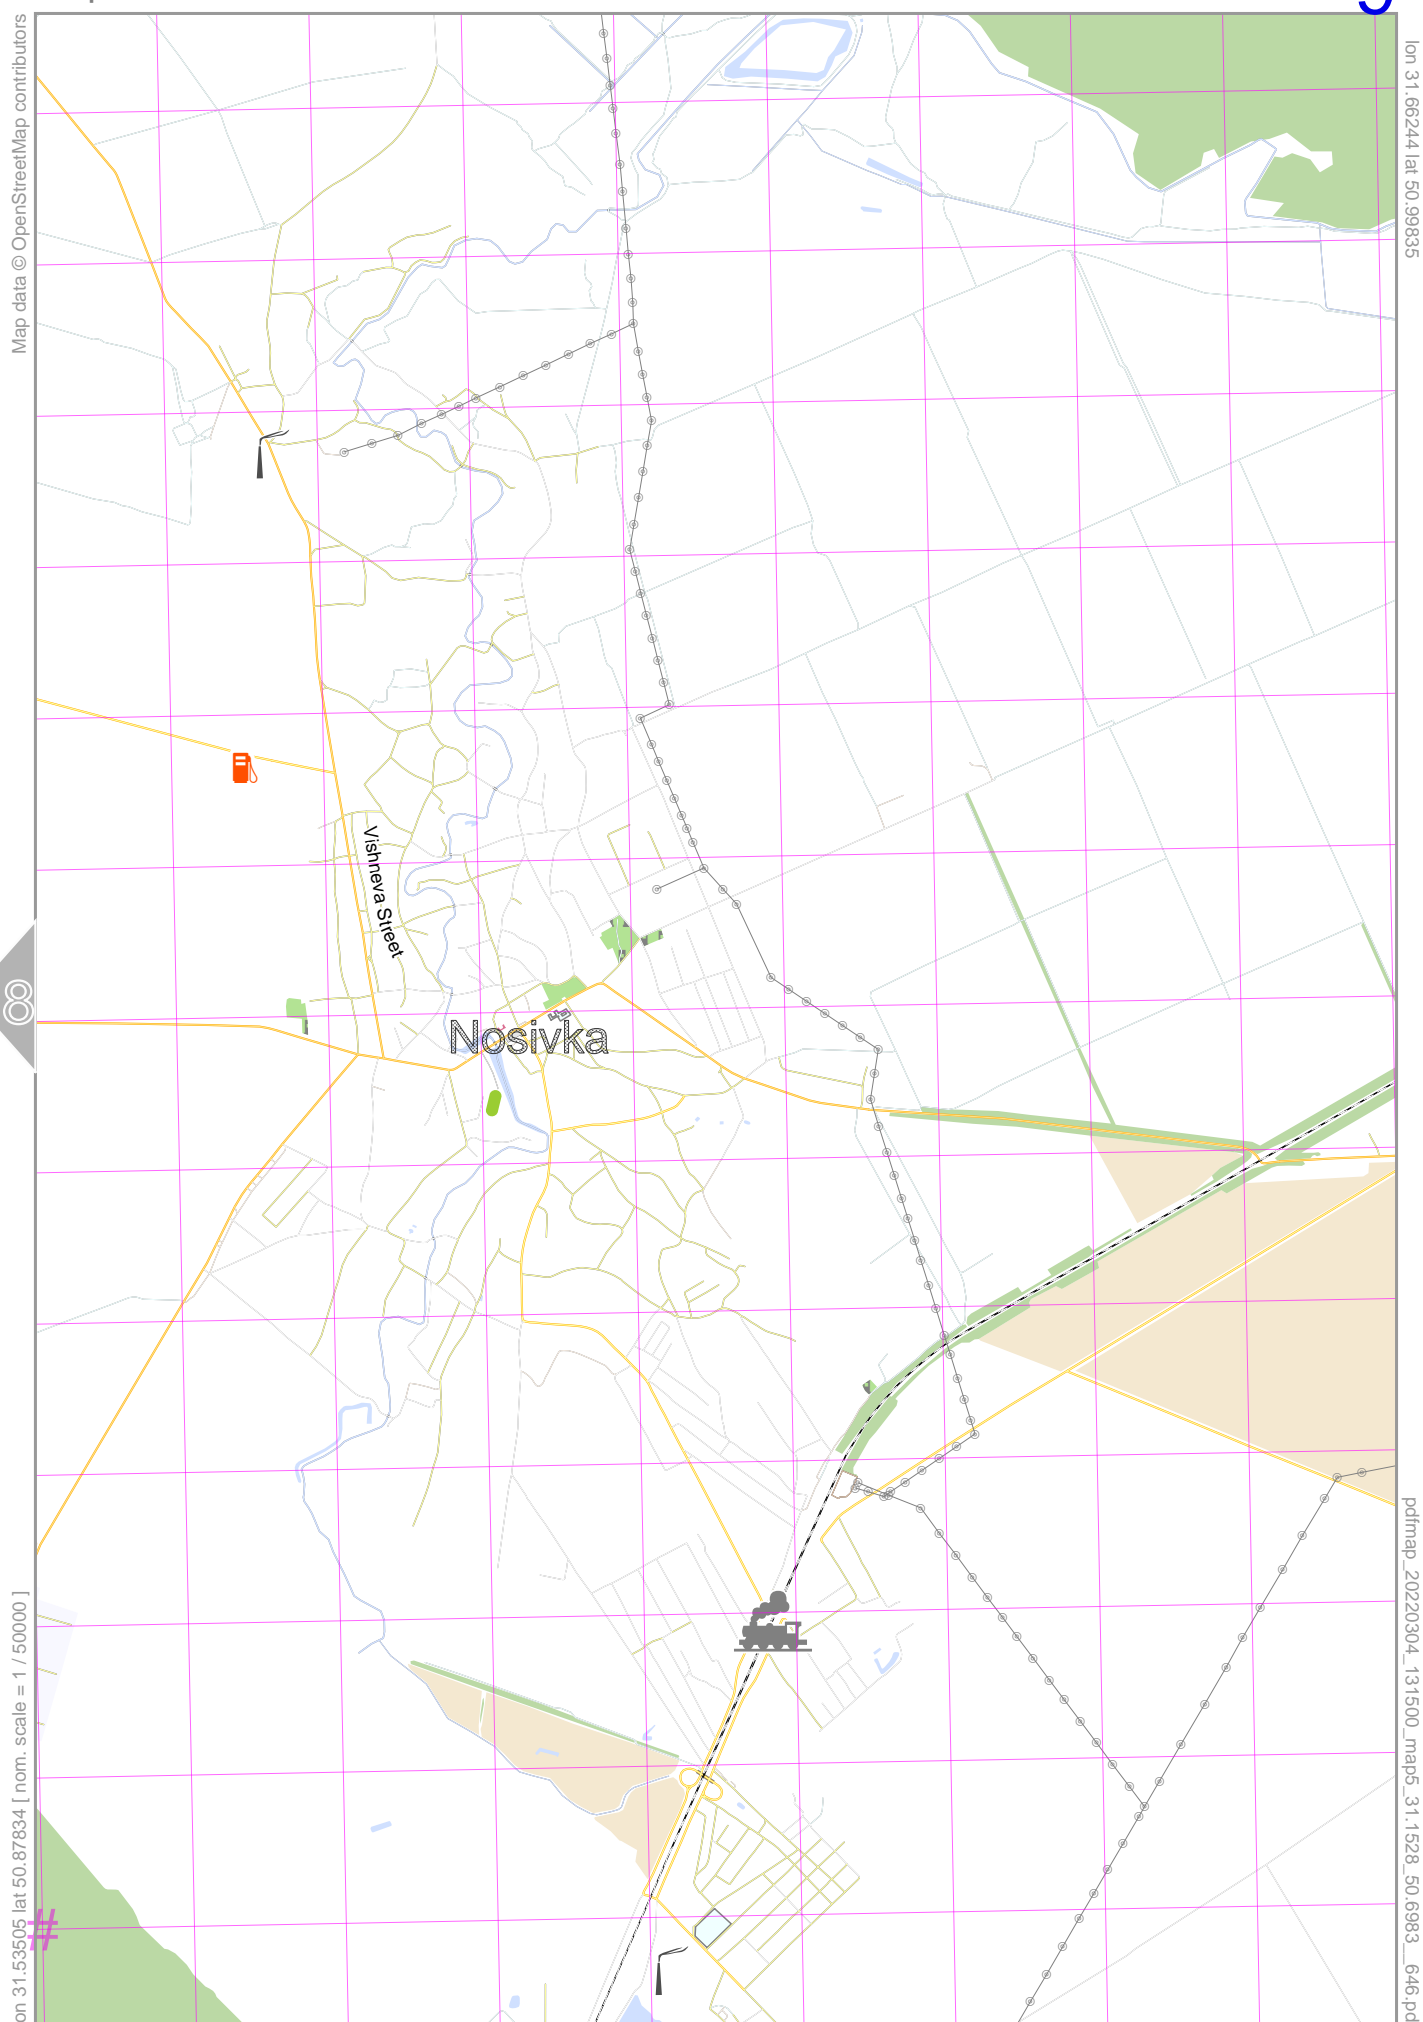 Map data © OpenStreetMap contributors
lon 31.66244 lat 50.99835
Vishneva Street
8
Nosivka
#
on 31.53505 lat 50.87834 [ nom. scale = 1 / 50000 ]
pdfmap_20220304_131500_map5_31.1528_50.6983__646.pd